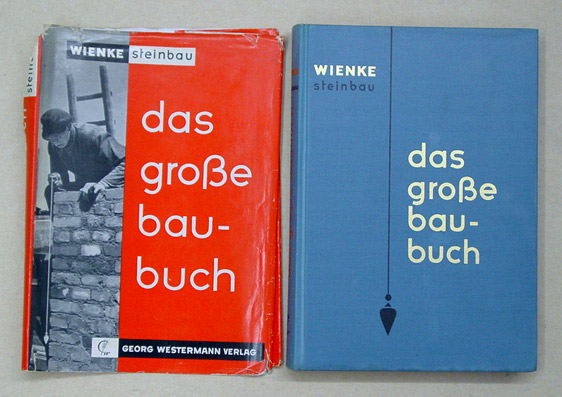 WIENKE steinbau
das
große
bau-
buch
GEORG WESTERMANN VERLAG
WIENKE
steinbau
das
große
bau-
buch